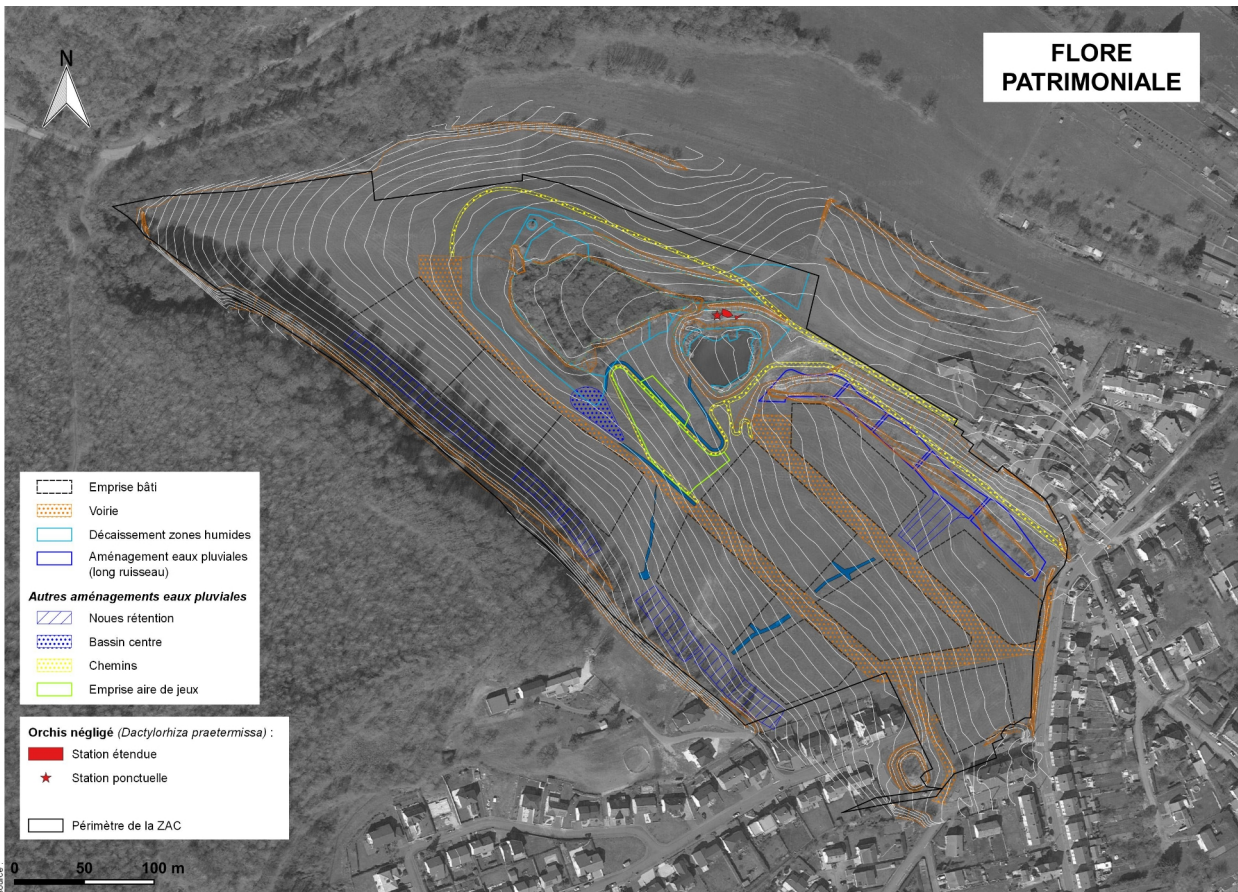 FLORE
PATRIMONIALE
N
Emprise bâti
Voirie
Décaissement zones humides
Aménagement eaux pluviales
(long ruisseau)
Autres aménagements eaux pluviales
Noues rétention
Bassin centre
Chemins
Emprise aire de jeux
Orchis négligé (Dactylorhiza praetermissa) :
Station étendue
Station ponctuelle
Périmètre de la ZAC
0 50 100 m